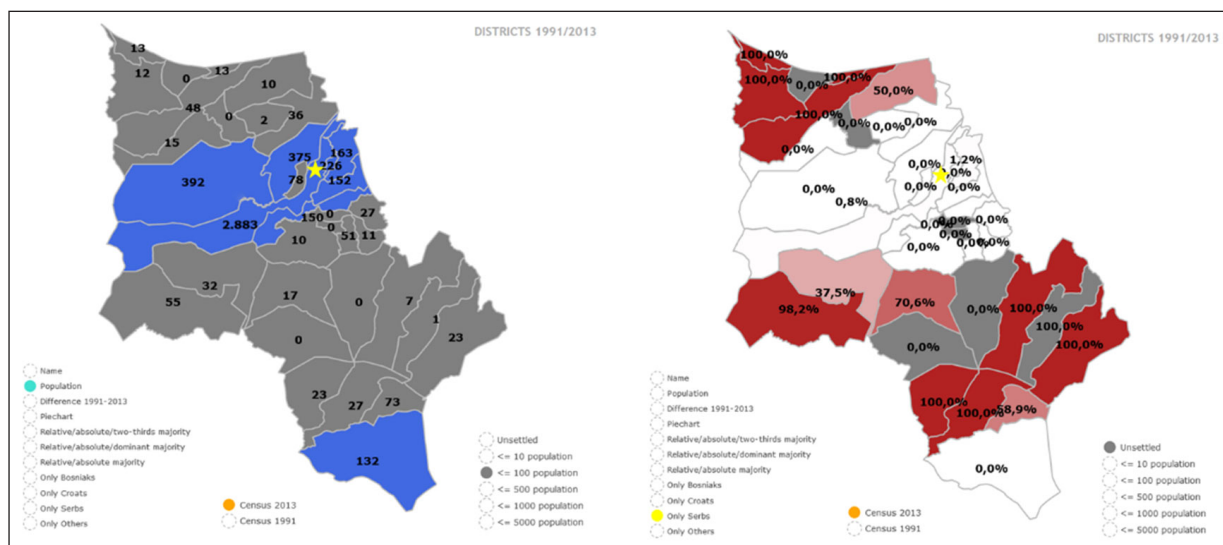 DISTRICTS 1991/2013
13
12
0
13
10
48
0
2
36
15
375
163
226
392
78
152
2.883
150
0
27
0
10
51
11
32
55
17
0
7
1
0
23
23
27
73
132
Name
Population
Difference 1991-2013
Piechart
Relative/absolute/two-thirds majority
Relative/absolute/dominant majority
Relative/absolute majority
Only Bosniaks
Only Croats
Only Serbs
Only Others
Census 2013
Census 1991
Unsettled
<= 10 population
<= 100 population
<= 500 population
<= 1000 population
<= 5000 population
DISTRICTS 1991/2013
100,0%
100,0%
0,0%
100,0%
50,0%
100,0%
0,0%
0,0%
0,0%
0,0%
0,0%
1,2%
0,0%
0,0%
0,0%
0,0%
0,8%
0,0%
0,0%
0,0%
0,0%
0,0%
0,0%
0,0%
37,5%
98,2%
70,6%
0,0%
100,0%
100,0%
0,0%
100,0%
100,0%
100,0%
58,9%
0,0%
Name
Population
Difference 1991-2013
Piechart
Relative/absolute/two-thirds majority
Relative/absolute/dominant majority
Relative/absolute majority
Only Bosniaks
Only Croats
Only Serbs
Only Others
Census 2013
Census 1991
Unsettled
<= 10 population
<= 100 population
<= 500 population
<= 1000 population
<= 5000 population